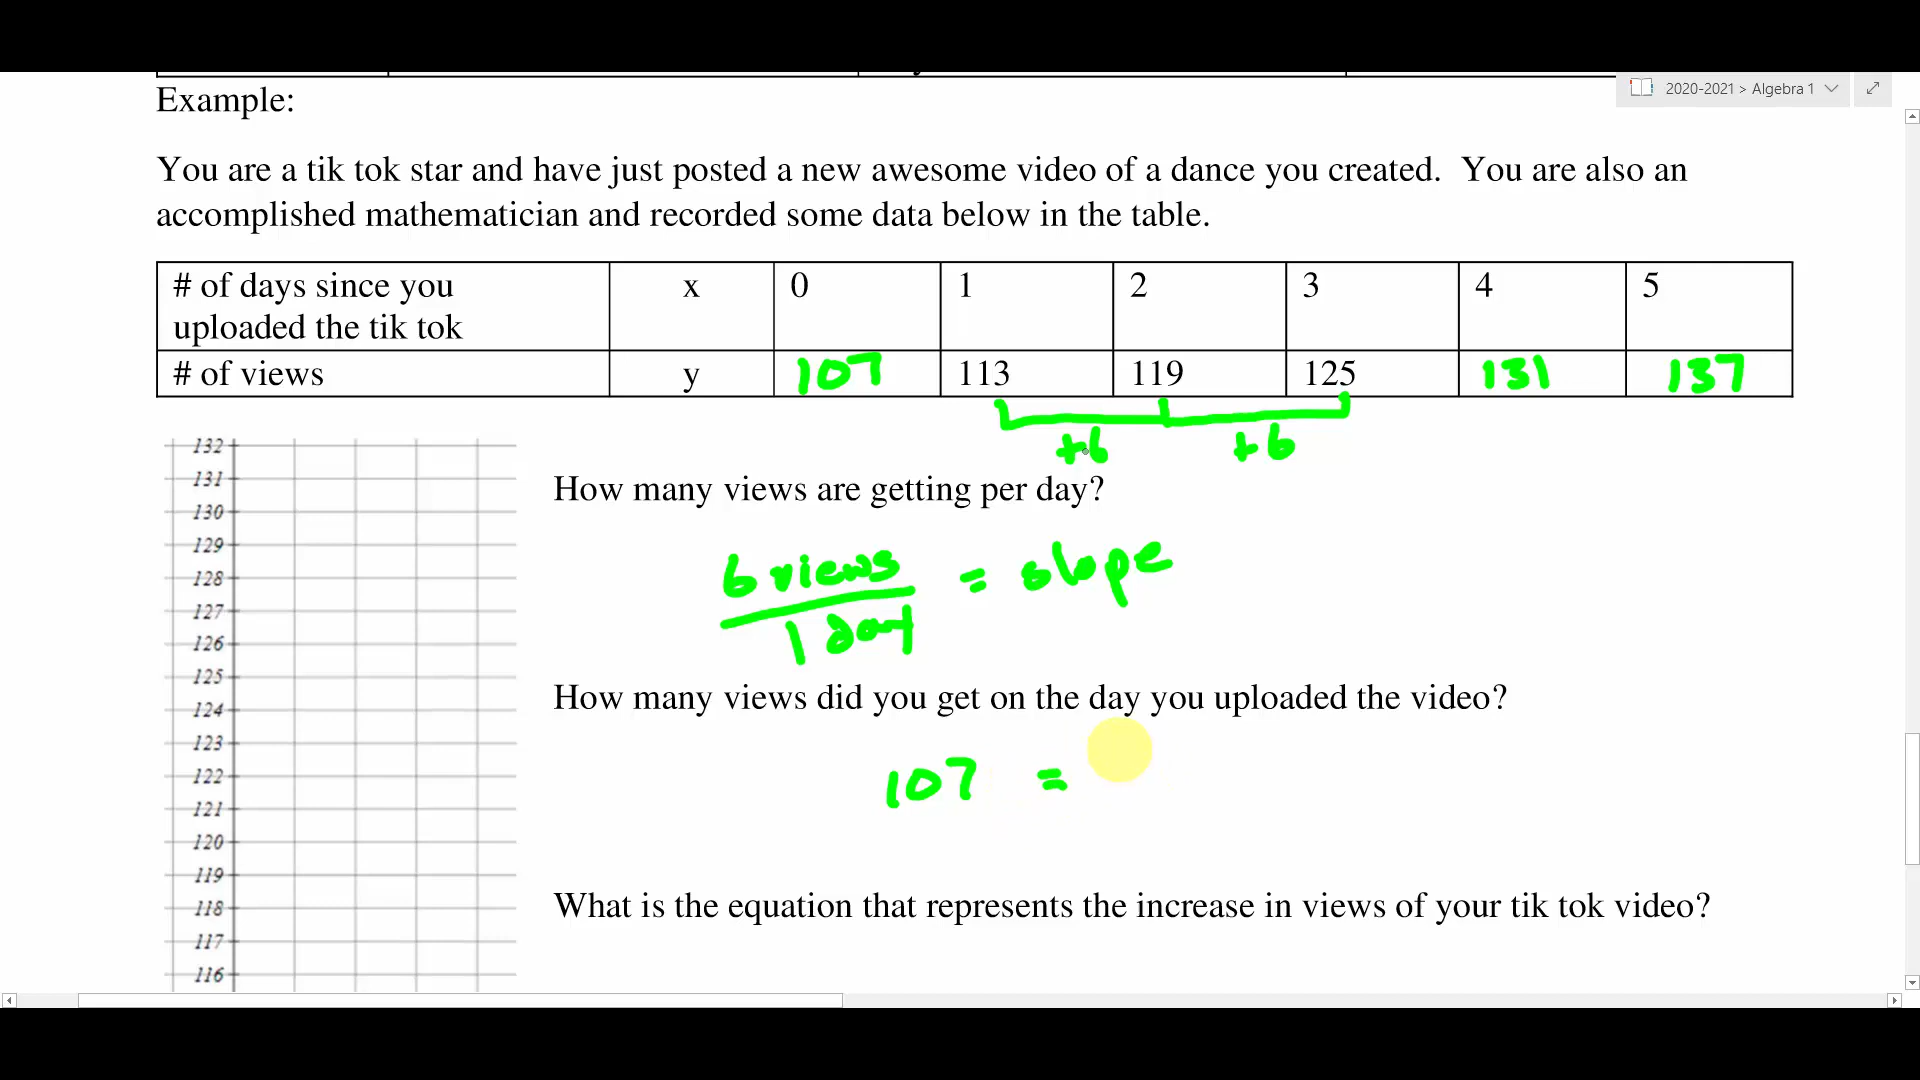 2020-2021 > Algebra 1
Example:
You are a tik tok star and have just posted a new awesome video of a dance you created. You are also an
accomplished mathematician and recorded some data below in the table.
# of days since you uploaded the tik tok x 0 1 2 3 4 5
# of views y 107 113 119 125 131 137
+6 +6
How many views are getting per day?
6 views = slope
1 day
How many views did you get on the day you uploaded the video?
107 =
What is the equation that represents the increase in views of your tik tok video?
132
131
130
129
128
127
126
125
124
123
122
121
120
119
118
117
116